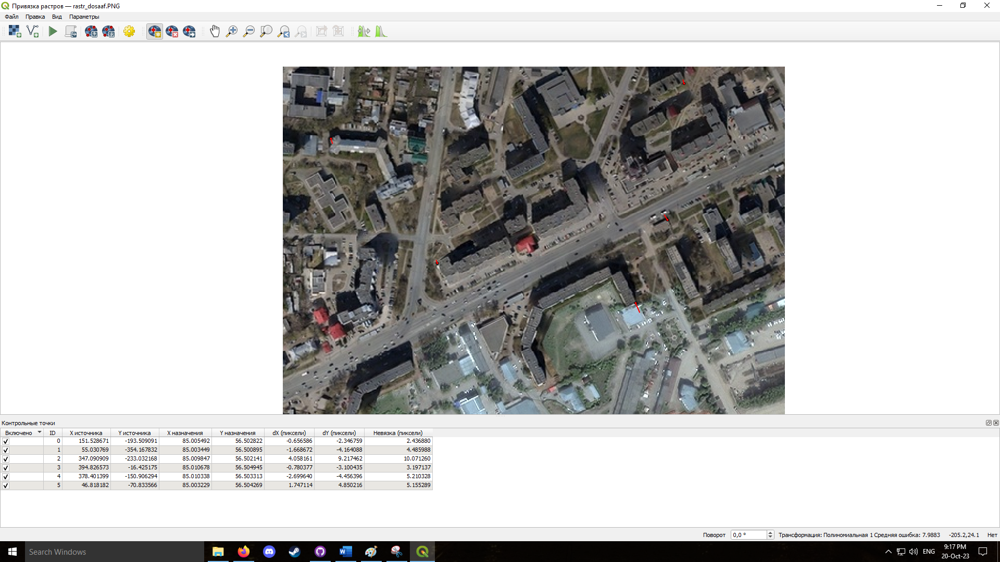 Привязка растров — rastr_dosaaf.PNG
Файл Правка Вид Параметры
Контрольные точки
Включено ID X источника Y источника X назначения Y назначения dX (пиксели) dY (пиксели) Невязка (пиксели)
0 151.528671 -193.509091 85.005492 56.502822 -0.656586 -2.346759 2.436880
1 55.030769 -354.167832 85.003449 56.500895 -1.668672 -4.164088 4.485988
2 347.090909 -233.032168 85.009847 56.502141 4.058161 9.217462 10.071260
3 394.826573 -16.425175 85.010678 56.504945 -0.780377 -3.100435 3.197137
4 378.401399 -150.906294 85.010338 56.503313 -2.699640 -4.456396 5.210328
5 46.818182 -70.833566 85.003229 56.504269 1.747114 4.850216 5.155289
Поворот 0,0 ° Трансформация: Полиномиальная 1 Средняя ошибка: 7.9883 -205.2,24.1 Нет
Search Windows
ENG
9:17 PM
20-Oct-23